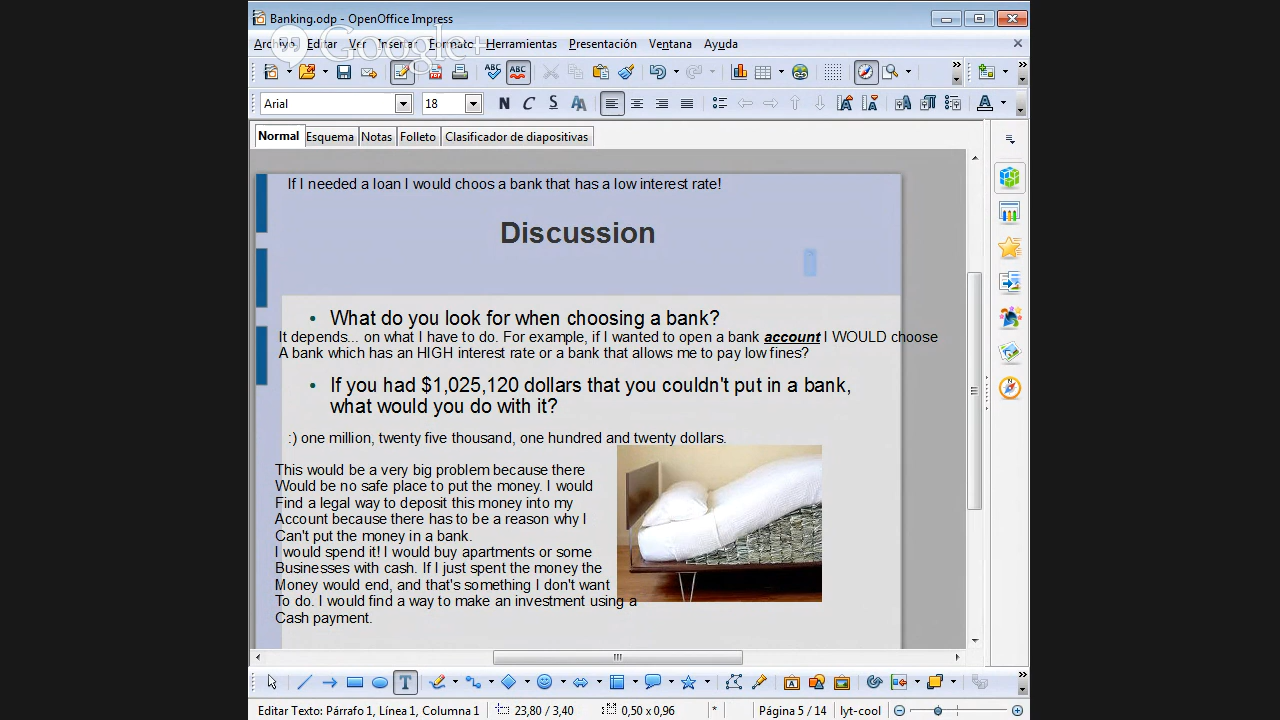 Banking.odp - OpenOffice Impress
Archivo Editar Ver Insertar Formato Herramientas Presentación Ventana Ayuda
Google+
Arial 18
Normal Esquema Notas Folleto Clasificador de diapositivas
If I needed a loan I would choos a bank that has a low interest rate!
Discussion
• What do you look for when choosing a bank?
It depends... on what I have to do. For example, if I wanted to open a bank account I WOULD choose
A bank which has an HIGH interest rate or a bank that allows me to pay low fines?
• If you had $1,025,120 dollars that you couldn't put in a bank,
what would you do with it?
:) one million, twenty five thousand, one hundred and twenty dollars.
This would be a very big problem because there
Would be no safe place to put the money. I would
Find a legal way to deposit this money into my
Account because there has to be a reason why I
Can't put the money in a bank.
I would spend it! I would buy apartments or some
Businesses with cash. If I just spent the money the
Money would end, and that's something I don't want
To do. I would find a way to make an investment using a
Cash payment.
Editar Texto: Párrafo 1, Línea 1, Columna 1 23,80 / 3,40 0,50 x 0,96 * Página 5 / 14 lyt-cool